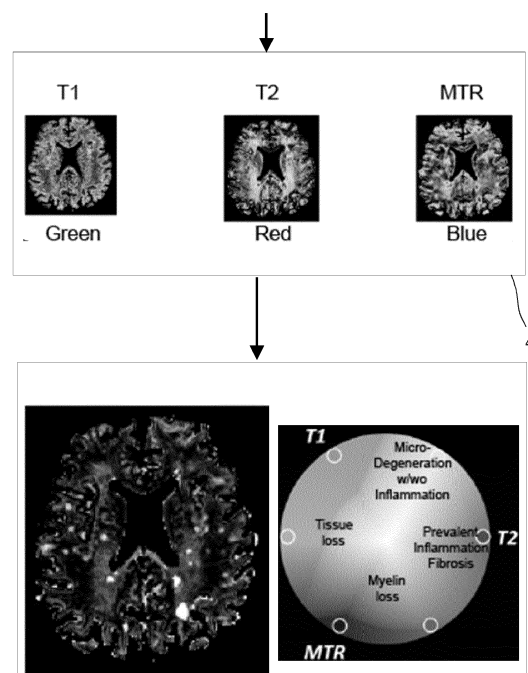 T1 T2 MTR
Green Red Blue
T1
Micro-
Degeneration
w/wo
Inflammation
Tissue
loss
Prevalent
Inflammation
Fibrosis
T2
Myelin
loss
MTR